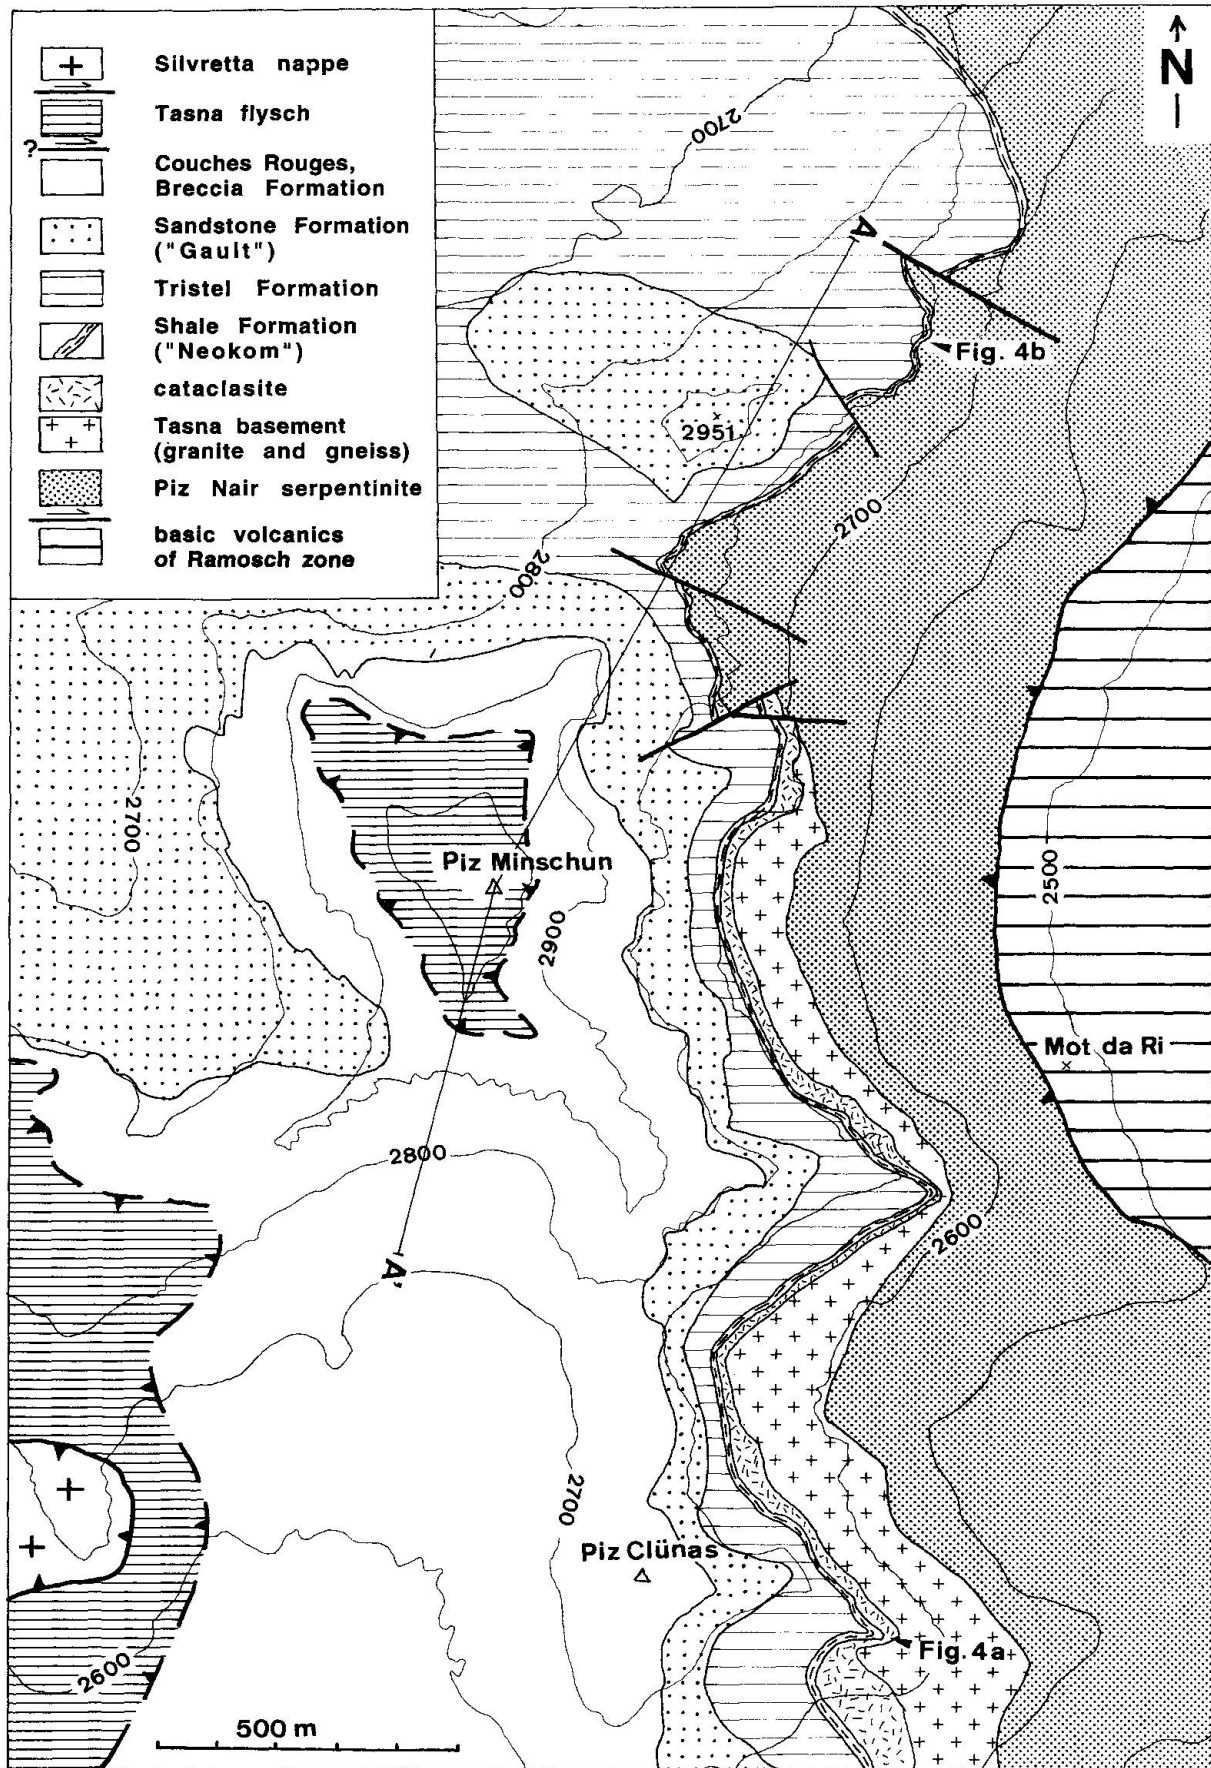 Silvretta nappe
Tasna flysch
?
Couches Rouges,
Breccia Formation
Sandstone Formation
("Gault")
Tristel Formation
Shale Formation
("Neokom")
cataclasite
Tasna basement
(granite and gneiss)
Piz Nair serpentinite
basic volcanics
of Ramosch zone
N
2700
A
Fig. 4b
2951
2700
2800
2700
2500
Piz Minschun
2900
Mot da Ri
2800
2600
A'
2700
Piz Clünas
Fig. 4a
2600
500 m